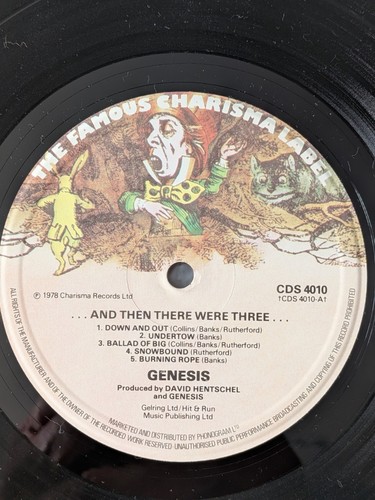 THE FAMOUS CHARISMA LABEL
CDS 4010
℗ 1978 Charisma Records Ltd
†CDS 4010-A†
. . . AND THEN THERE WERE THREE . . .
1. DOWN AND OUT (Collins/Banks/Rutherford)
2. UNDERTOW (Banks)
3. BALLAD OF BIG (Collins/Banks/Rutherford)
4. SNOWBOUND (Rutherford)
5. BURNING ROPE (Banks)
GENESIS
Produced by DAVID HENTSCHEL
and GENESIS
Gelring Ltd/Hit & Run
Music Publishing Ltd
MARKETED AND DISTRIBUTED BY PHONOGRAM LTD
ALL RIGHTS OF THE MANUFACTURER AND OF THE OWNER OF THE RECORDED WORK RESERVED UNAUTHORISED PUBLIC PERFORMANCE BROADCASTING AND COPYING OF THIS RECORD PROHIBITED